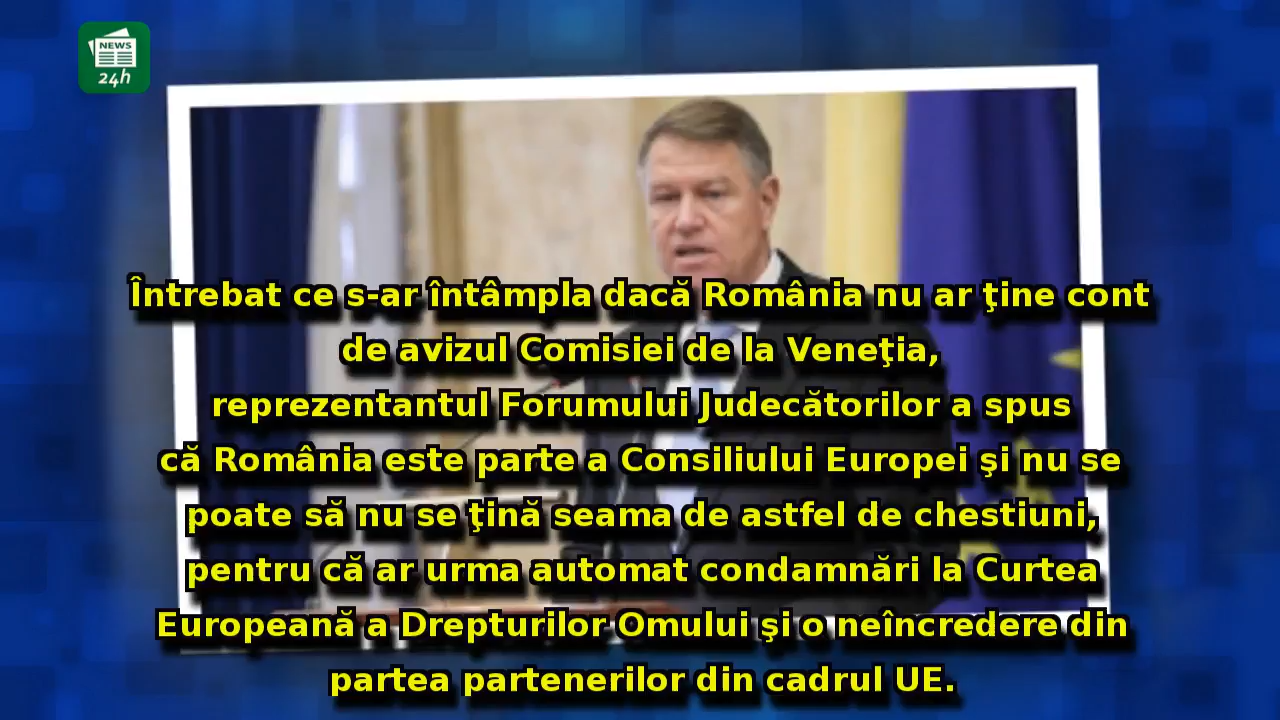 NEWS
24h
Întrebat ce s-ar întâmpla dacă România nu ar ţine cont
de avizul Comisiei de la Veneţia,
reprezentantul Forumului Judecătorilor a spus
că România este parte a Consiliului Europei şi nu se
poate să nu se ţină seama de astfel de chestiuni,
pentru că ar urma automat condamnări la Curtea
Europeană a Drepturilor Omului şi o neîncredere din
partea partenerilor din cadrul UE.